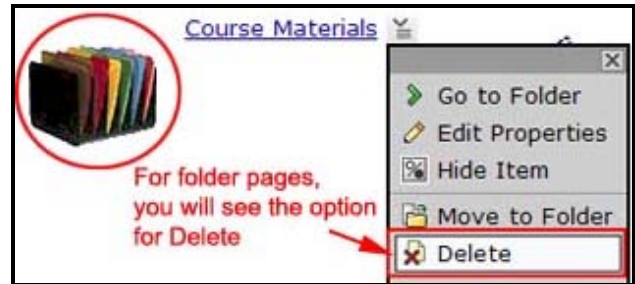 Course Materials
Go to Folder
Edit Properties
Hide Item
Move to Folder
Delete
For folder pages,
you will see the option
for Delete